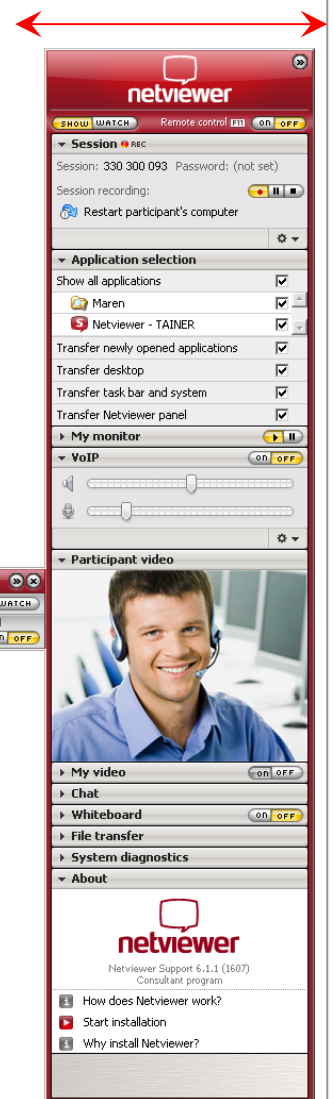 netviewer
SHOW WATCH Remote control F11 on OFF
Session REC
Session: 330 300 093 Password: (not set)
Session recording:
Restart participant's computer
Application selection
Show all applications
Maren
Netviewer - TAINER
Transfer newly opened applications
Transfer desktop
Transfer task bar and system
Transfer Netviewer panel
My monitor
VoIP on OFF
WATCH
on OFF
Participant video
My video on OFF
Chat
Whiteboard on OFF
File transfer
System diagnostics
About
netviewer
Netviewer Support 6.1.1 (1607)
Consultant program
How does Netviewer work?
Start installation
Why install Netviewer?